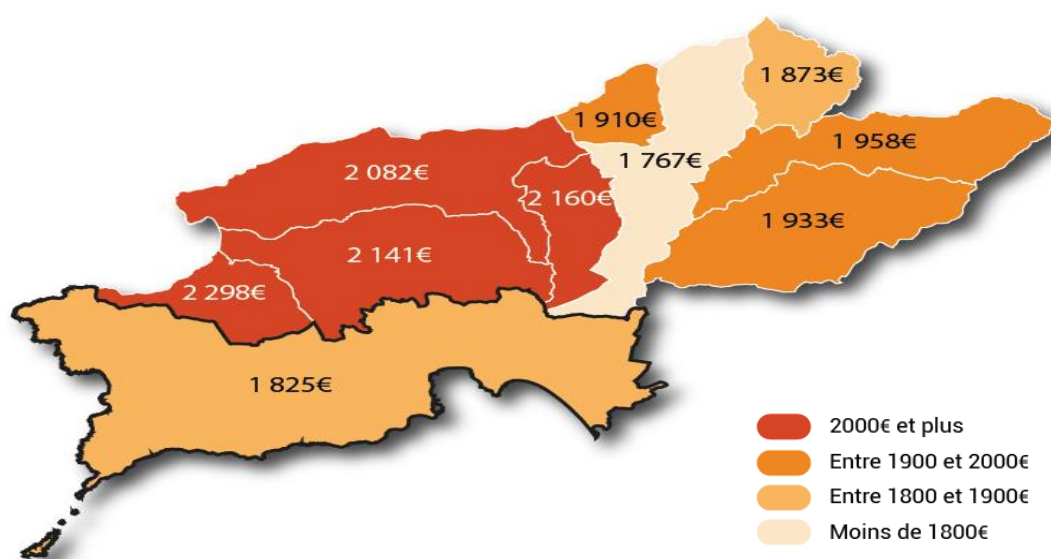 1 873€
1 910€
1 958€
1 767€
2 082€
2 160€
1 933€
2 141€
2 298€
1 825€
2000€ et plus
Entre 1900 et 2000€
Entre 1800 et 1900€
Moins de 1800€